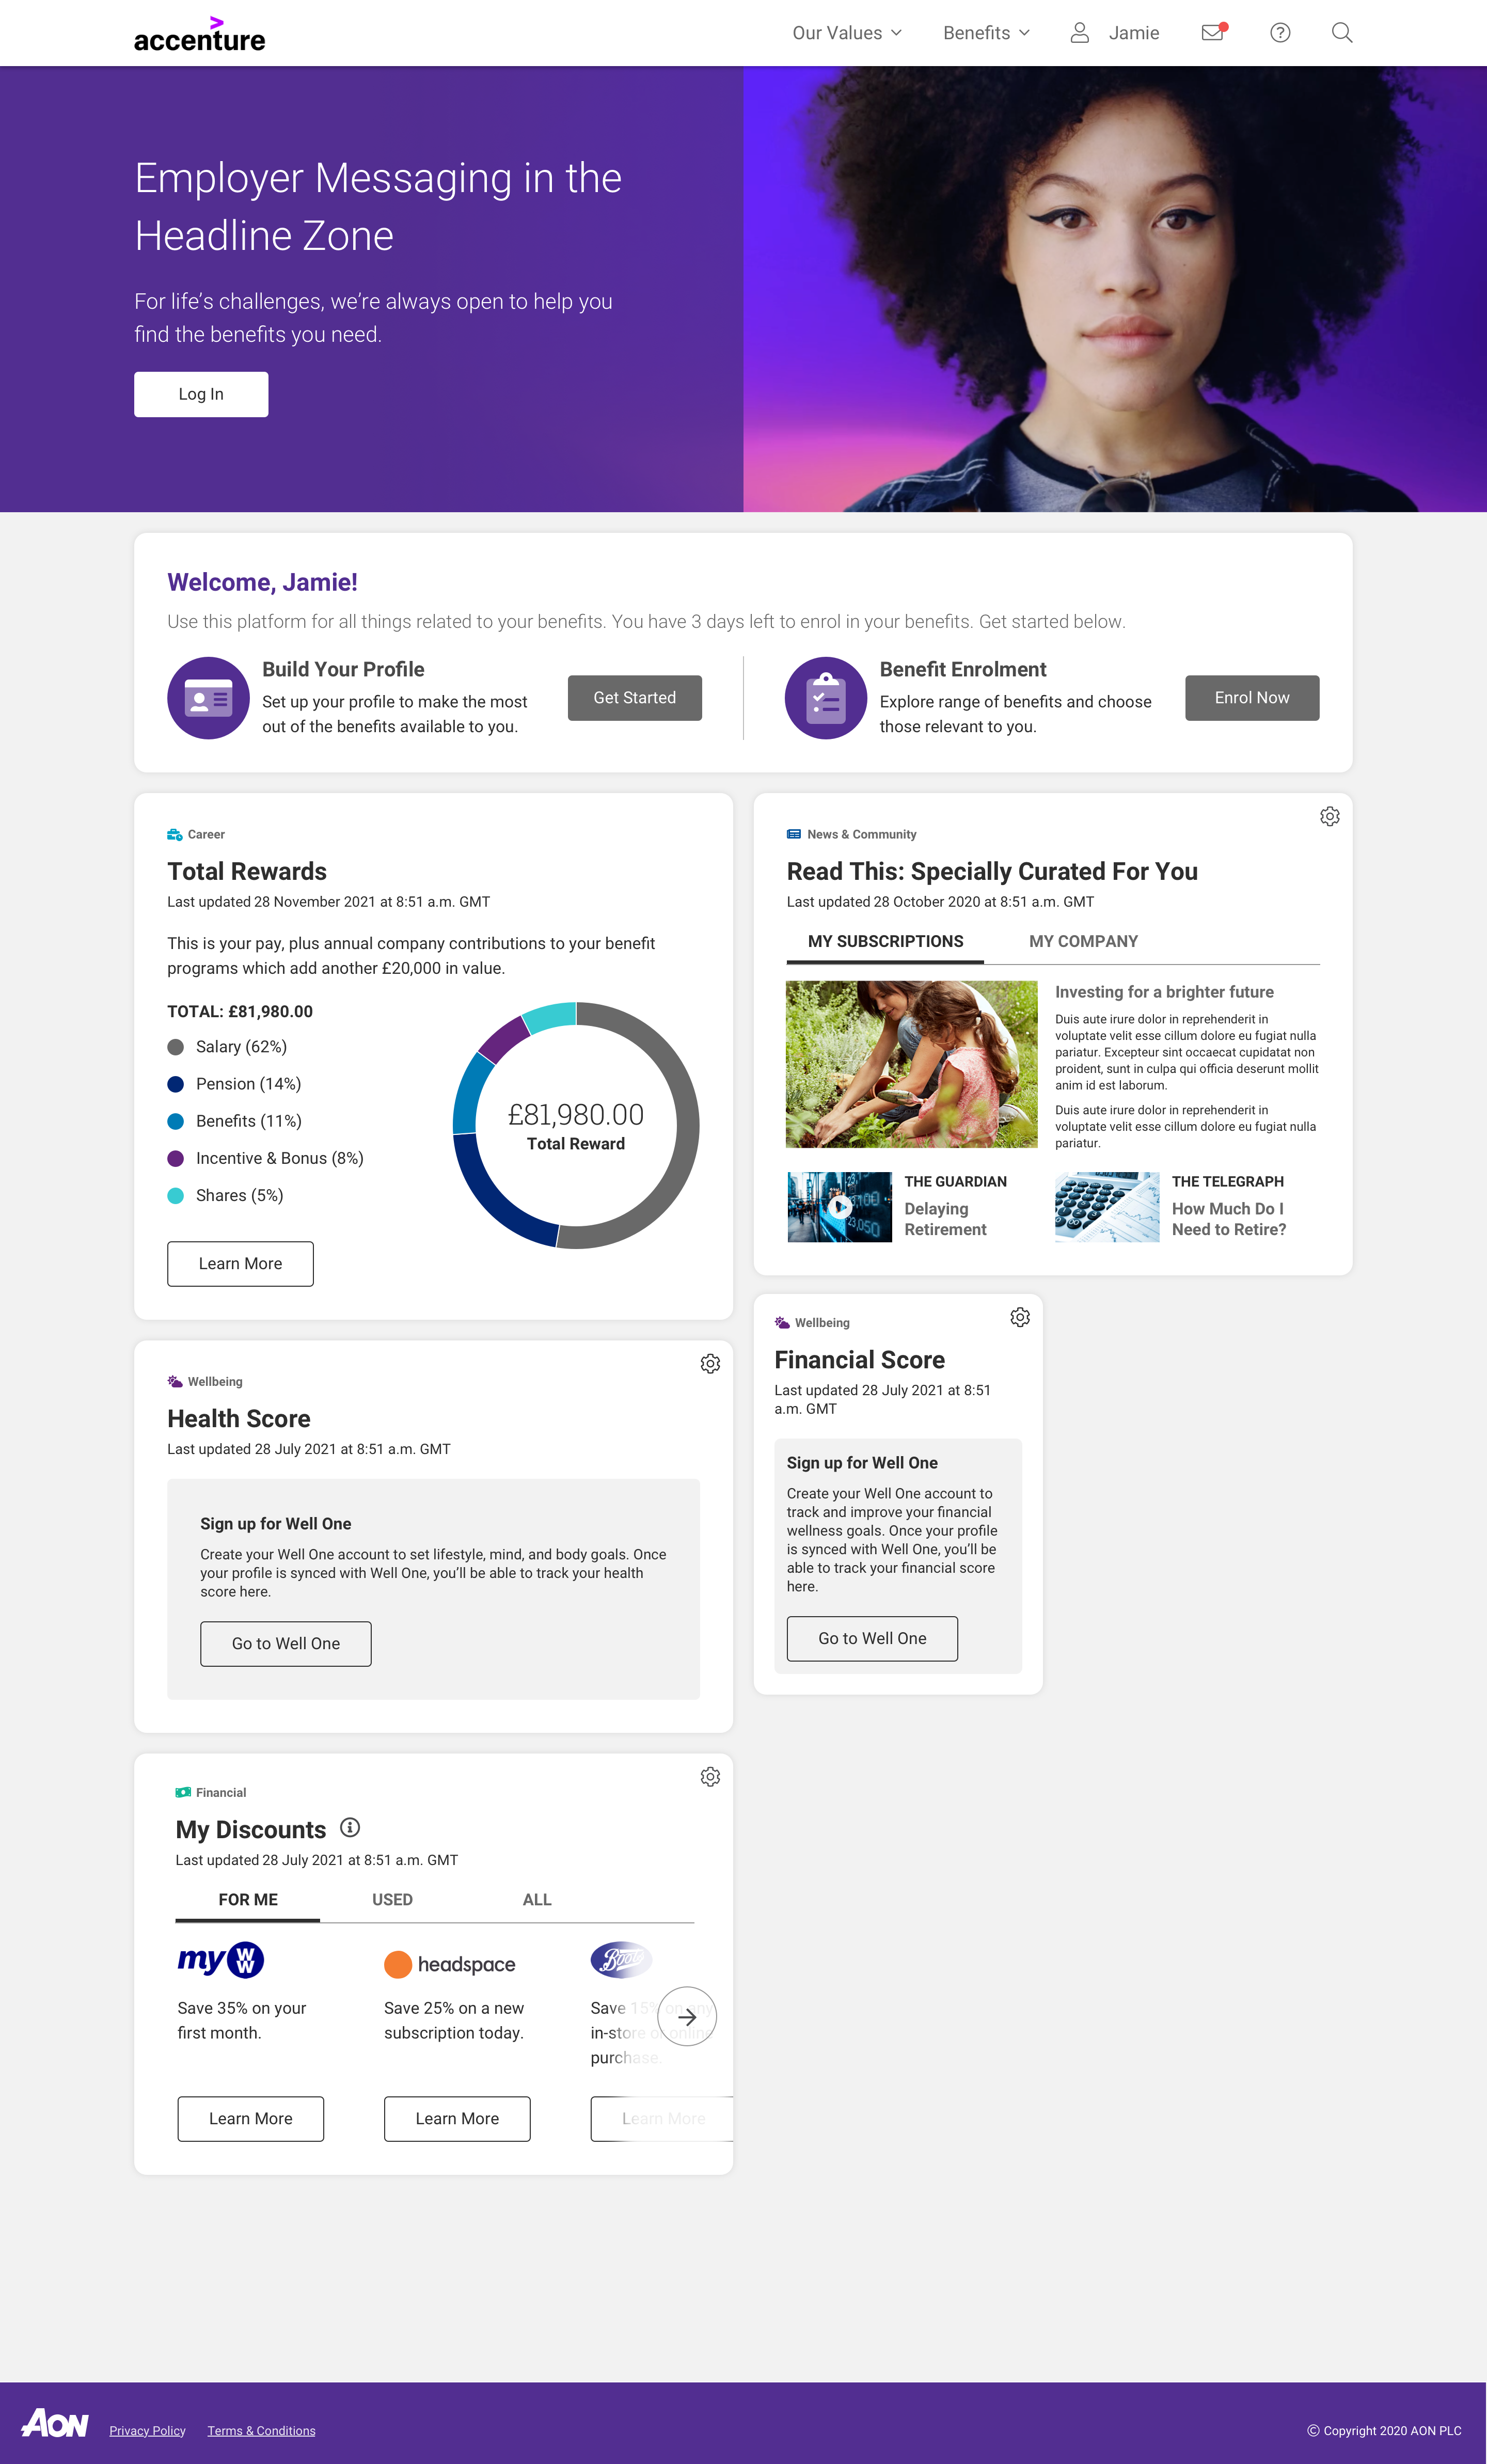 accenture
Our Values
Benefits
Jamie
Employer Messaging in the
Headline Zone
For life’s challenges, we’re always open to help you
find the benefits you need.
Log In
Welcome, Jamie!
Use this platform for all things related to your benefits. You have 3 days left to enrol in your benefits. Get started below.
Build Your Profile
Set up your profile to make the most
out of the benefits available to you.
Get Started
Benefit Enrolment
Explore range of benefits and choose
those relevant to you.
Enrol Now
Career
Total Rewards
Last updated 28 November 2021 at 8:51 a.m. GMT
This is your pay, plus annual company contributions to your benefit
programs which add another £20,000 in value.
TOTAL: £81,980.00
Salary (62%)
Pension (14%)
Benefits (11%)
Incentive & Bonus (8%)
Shares (5%)
£81,980.00
Total Reward
Learn More
News & Community
Read This: Specially Curated For You
Last updated 28 October 2020 at 8:51 a.m. GMT
MY SUBSCRIPTIONS
MY COMPANY
Investing for a brighter future
Duis aute irure dolor in reprehenderit in
voluptate velit esse cillum dolore eu fugiat nulla
pariatur. Excepteur sint occaecat cupidatat non
proident, sunt in culpa qui officia deserunt mollit
anim id est laborum.
Duis aute irure dolor in reprehenderit in
voluptate velit esse cillum dolore eu fugiat nulla
pariatur.
THE GUARDIAN
Delaying
Retirement
THE TELEGRAPH
How Much Do I
Need to Retire?
Wellbeing
Health Score
Last updated 28 July 2021 at 8:51 a.m. GMT
Sign up for Well One
Create your Well One account to set lifestyle, mind, and body goals. Once
your profile is synced with Well One, you’ll be able to track your health
score here.
Go to Well One
Wellbeing
Financial Score
Last updated 28 July 2021 at 8:51
a.m. GMT
Sign up for Well One
Create your Well One account to
track and improve your financial
wellness goals. Once your profile
is synced with Well One, you’ll be
able to track your financial score
here.
Go to Well One
Financial
My Discounts
Last updated 28 July 2021 at 8:51 a.m. GMT
FOR ME
USED
ALL
my WW
Save 35% on your
first month.
Learn More
headspace
Save 25% on a new
subscription today.
Learn More
Boots
Save 15% on any
in-store or online
purchase.
Learn More
AON
Privacy Policy
Terms & Conditions
© Copyright 2020 AON PLC